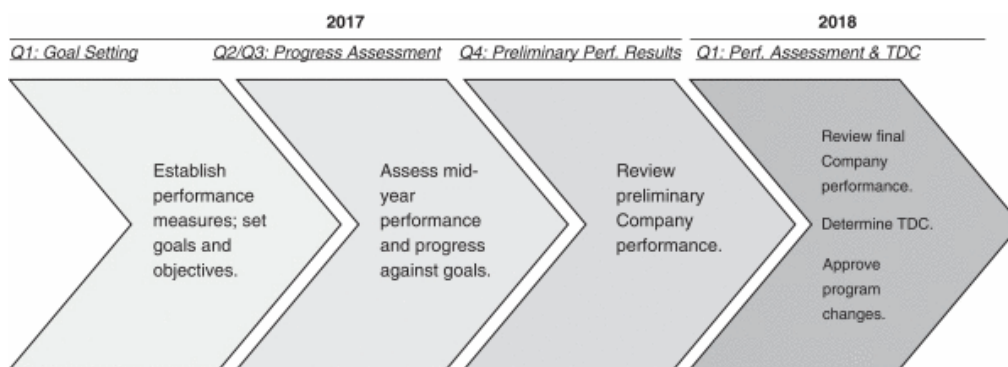 2017
2018
Q1: Goal Setting
Q2/Q3: Progress Assessment
Q4: Preliminary Perf. Results
Q1: Perf. Assessment & TDC
Establish
performance
measures; set
goals and
objectives.
Assess mid-
year
performance
and progress
against goals.
Review
preliminary
Company
performance.
Review final
Company
performance.
Determine TDC.
Approve
program
changes.